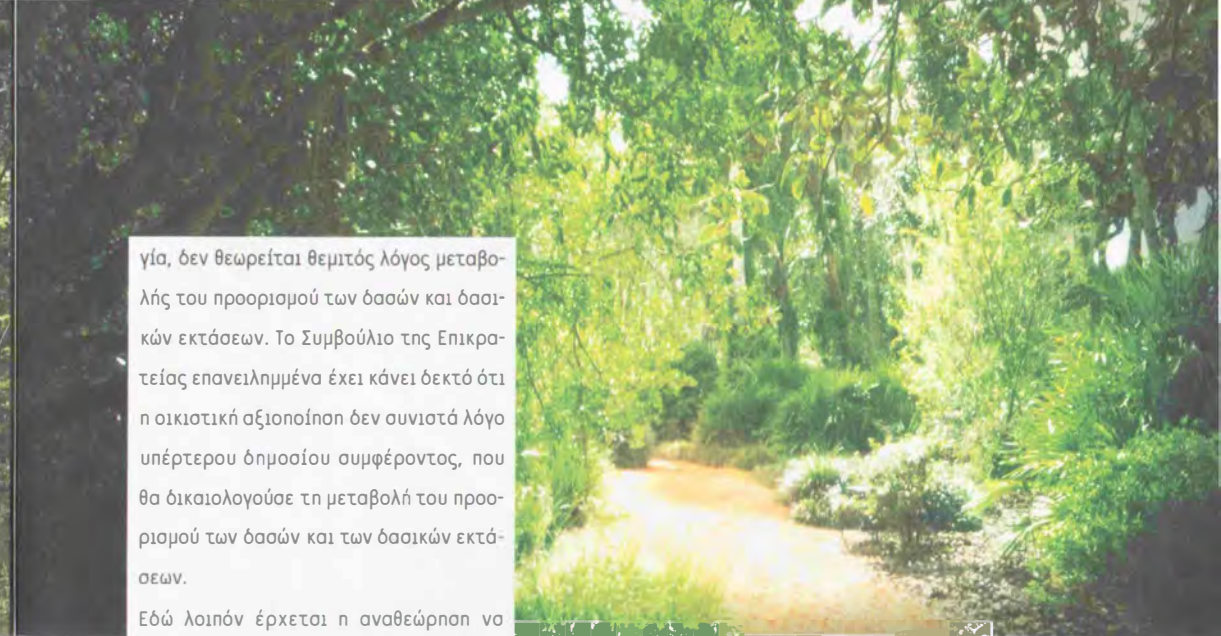 γία, δεν θεωρείται θεμιτός λόγος μεταβο-
λής του προορισμού των δασών και δασι-
κών εκτάσεων. Το Συμβούλιο της Επικρα-
τείας επανειλημμένα έχει κάνει δεκτό ότι
η οικιστική αξιοποίηση δεν συνιστά λόγο
υπέρτερου δημοσίου συμφέροντος, που
θα δικαιολογούσε τη μεταβολή του προο-
ρισμού των δασών και των δασικών εκτά-
σεων.
Εδώ λοιπόν έρχεται η αναθεώρηση να